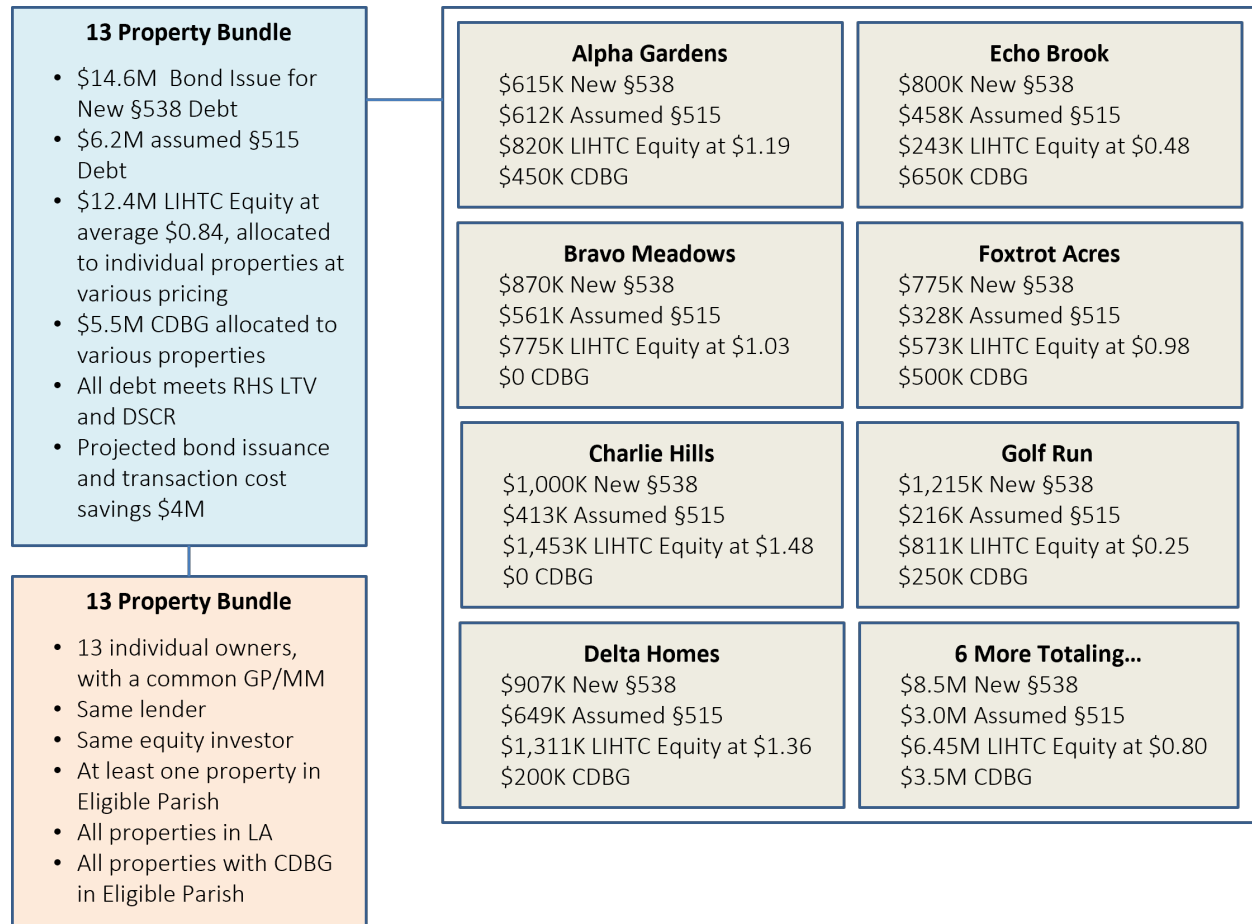 13 Property Bundle
• $14.6M  Bond Issue for
New §538 Debt
• $6.2M assumed §515
Debt
• $12.4M LIHTC Equity at
average $0.84, allocated
to individual properties at
various pricing
• $5.5M CDBG allocated to
various properties
• All debt meets RHS LTV
and DSCR
• Projected bond issuance
and transaction cost
savings $4M
13 Property Bundle
• 13 individual owners,
with a common GP/MM
• Same lender
• Same equity investor
• At least one property in
Eligible Parish
• All properties in LA
• All properties with CDBG
in Eligible Parish
Alpha Gardens
$615K New §538
$612K Assumed §515
$820K LIHTC Equity at $1.19
$450K CDBG
Echo Brook
$800K New §538
$458K Assumed §515
$243K LIHTC Equity at $0.48
$650K CDBG
Bravo Meadows
$870K New §538
$561K Assumed §515
$775K LIHTC Equity at $1.03
$0 CDBG
Foxtrot Acres
$775K New §538
$328K Assumed §515
$573K LIHTC Equity at $0.98
$500K CDBG
Charlie Hills
$1,000K New §538
$413K Assumed §515
$1,453K LIHTC Equity at $1.48
$0 CDBG
Golf Run
$1,215K New §538
$216K Assumed §515
$811K LIHTC Equity at $0.25
$250K CDBG
Delta Homes
$907K New §538
$649K Assumed §515
$1,311K LIHTC Equity at $1.36
$200K CDBG
6 More Totaling…
$8.5M New §538
$3.0M Assumed §515
$6.45M LIHTC Equity at $0.80
$3.5M CDBG